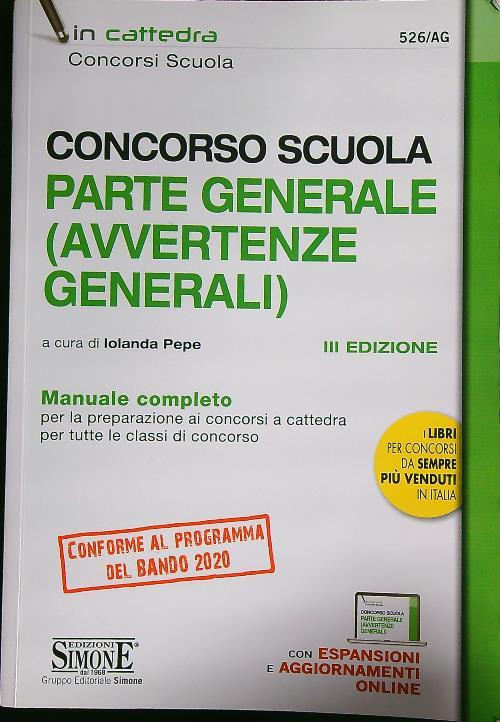 in cattedra
526/AG
Concorsi Scuola
CONCORSO SCUOLA
PARTE GENERALE
(AVVERTENZE
GENERALI)
a cura di Iolanda Pepe
III EDIZIONE
Manuale completo
per la preparazione ai concorsi a cattedra
per tutte le classi di concorso
I LIBRI
PER CONCORSI
DA SEMPRE
PIÙ VENDUTI
IN ITALIA
CONFORME AL PROGRAMMA
DEL BANDO 2020
CONCORSO SCUOLA
PARTE GENERALE
(AVVERTENZE
GENERALI)
EDIZIONI
SIMONE
dal 1968
Gruppo Editoriale Simone
CON ESPANSIONI
E AGGIORNAMENTI
ONLINE